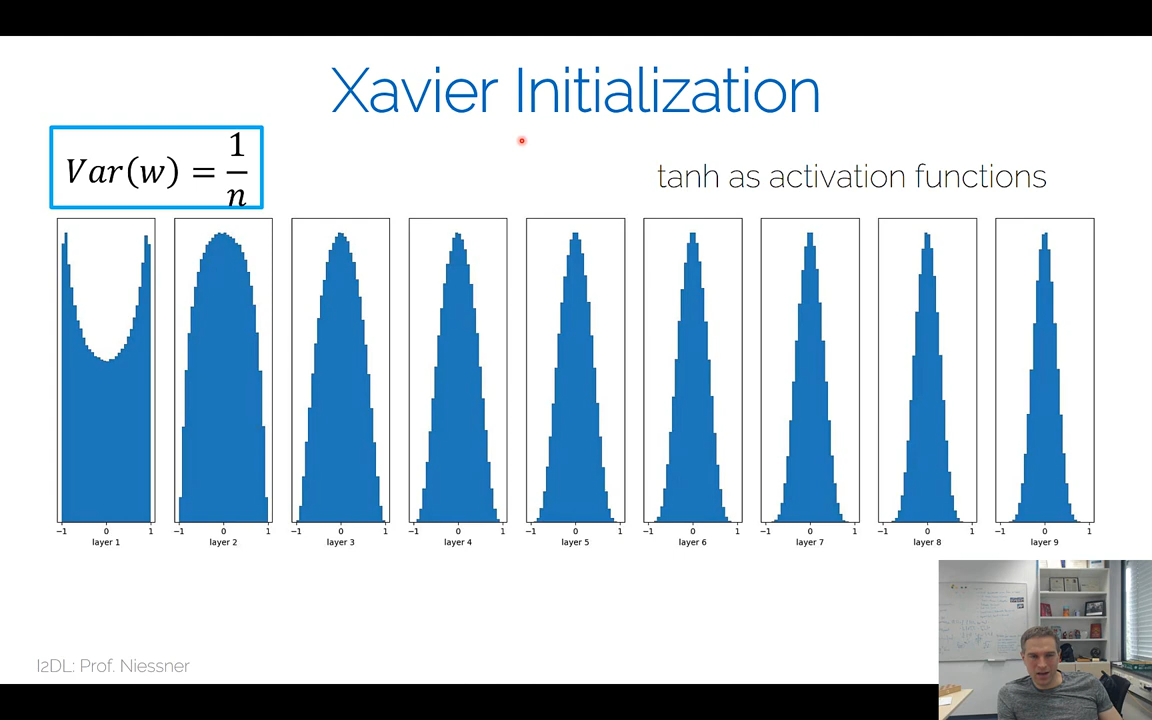 Xavier Initialization
Var(w) = 1/n
tanh as activation functions
−1 0 1 −1 0 1 −1 0 1 −1 0 1 −1 0 1 −1 0 1 −1 0 1 −1 0 1 −1 0 1
layer 1 layer 2 layer 3 layer 4 layer 5 layer 6 layer 7 layer 8 layer 9
I2DL: Prof. Niessner